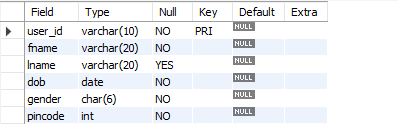 Field Type Null Key Default Extra
user_id varchar(10) NO PRI NULL
fname varchar(20) NO NULL
lname varchar(20) YES NULL
dob date NO NULL
gender char(6) NO NULL
pincode int NO NULL